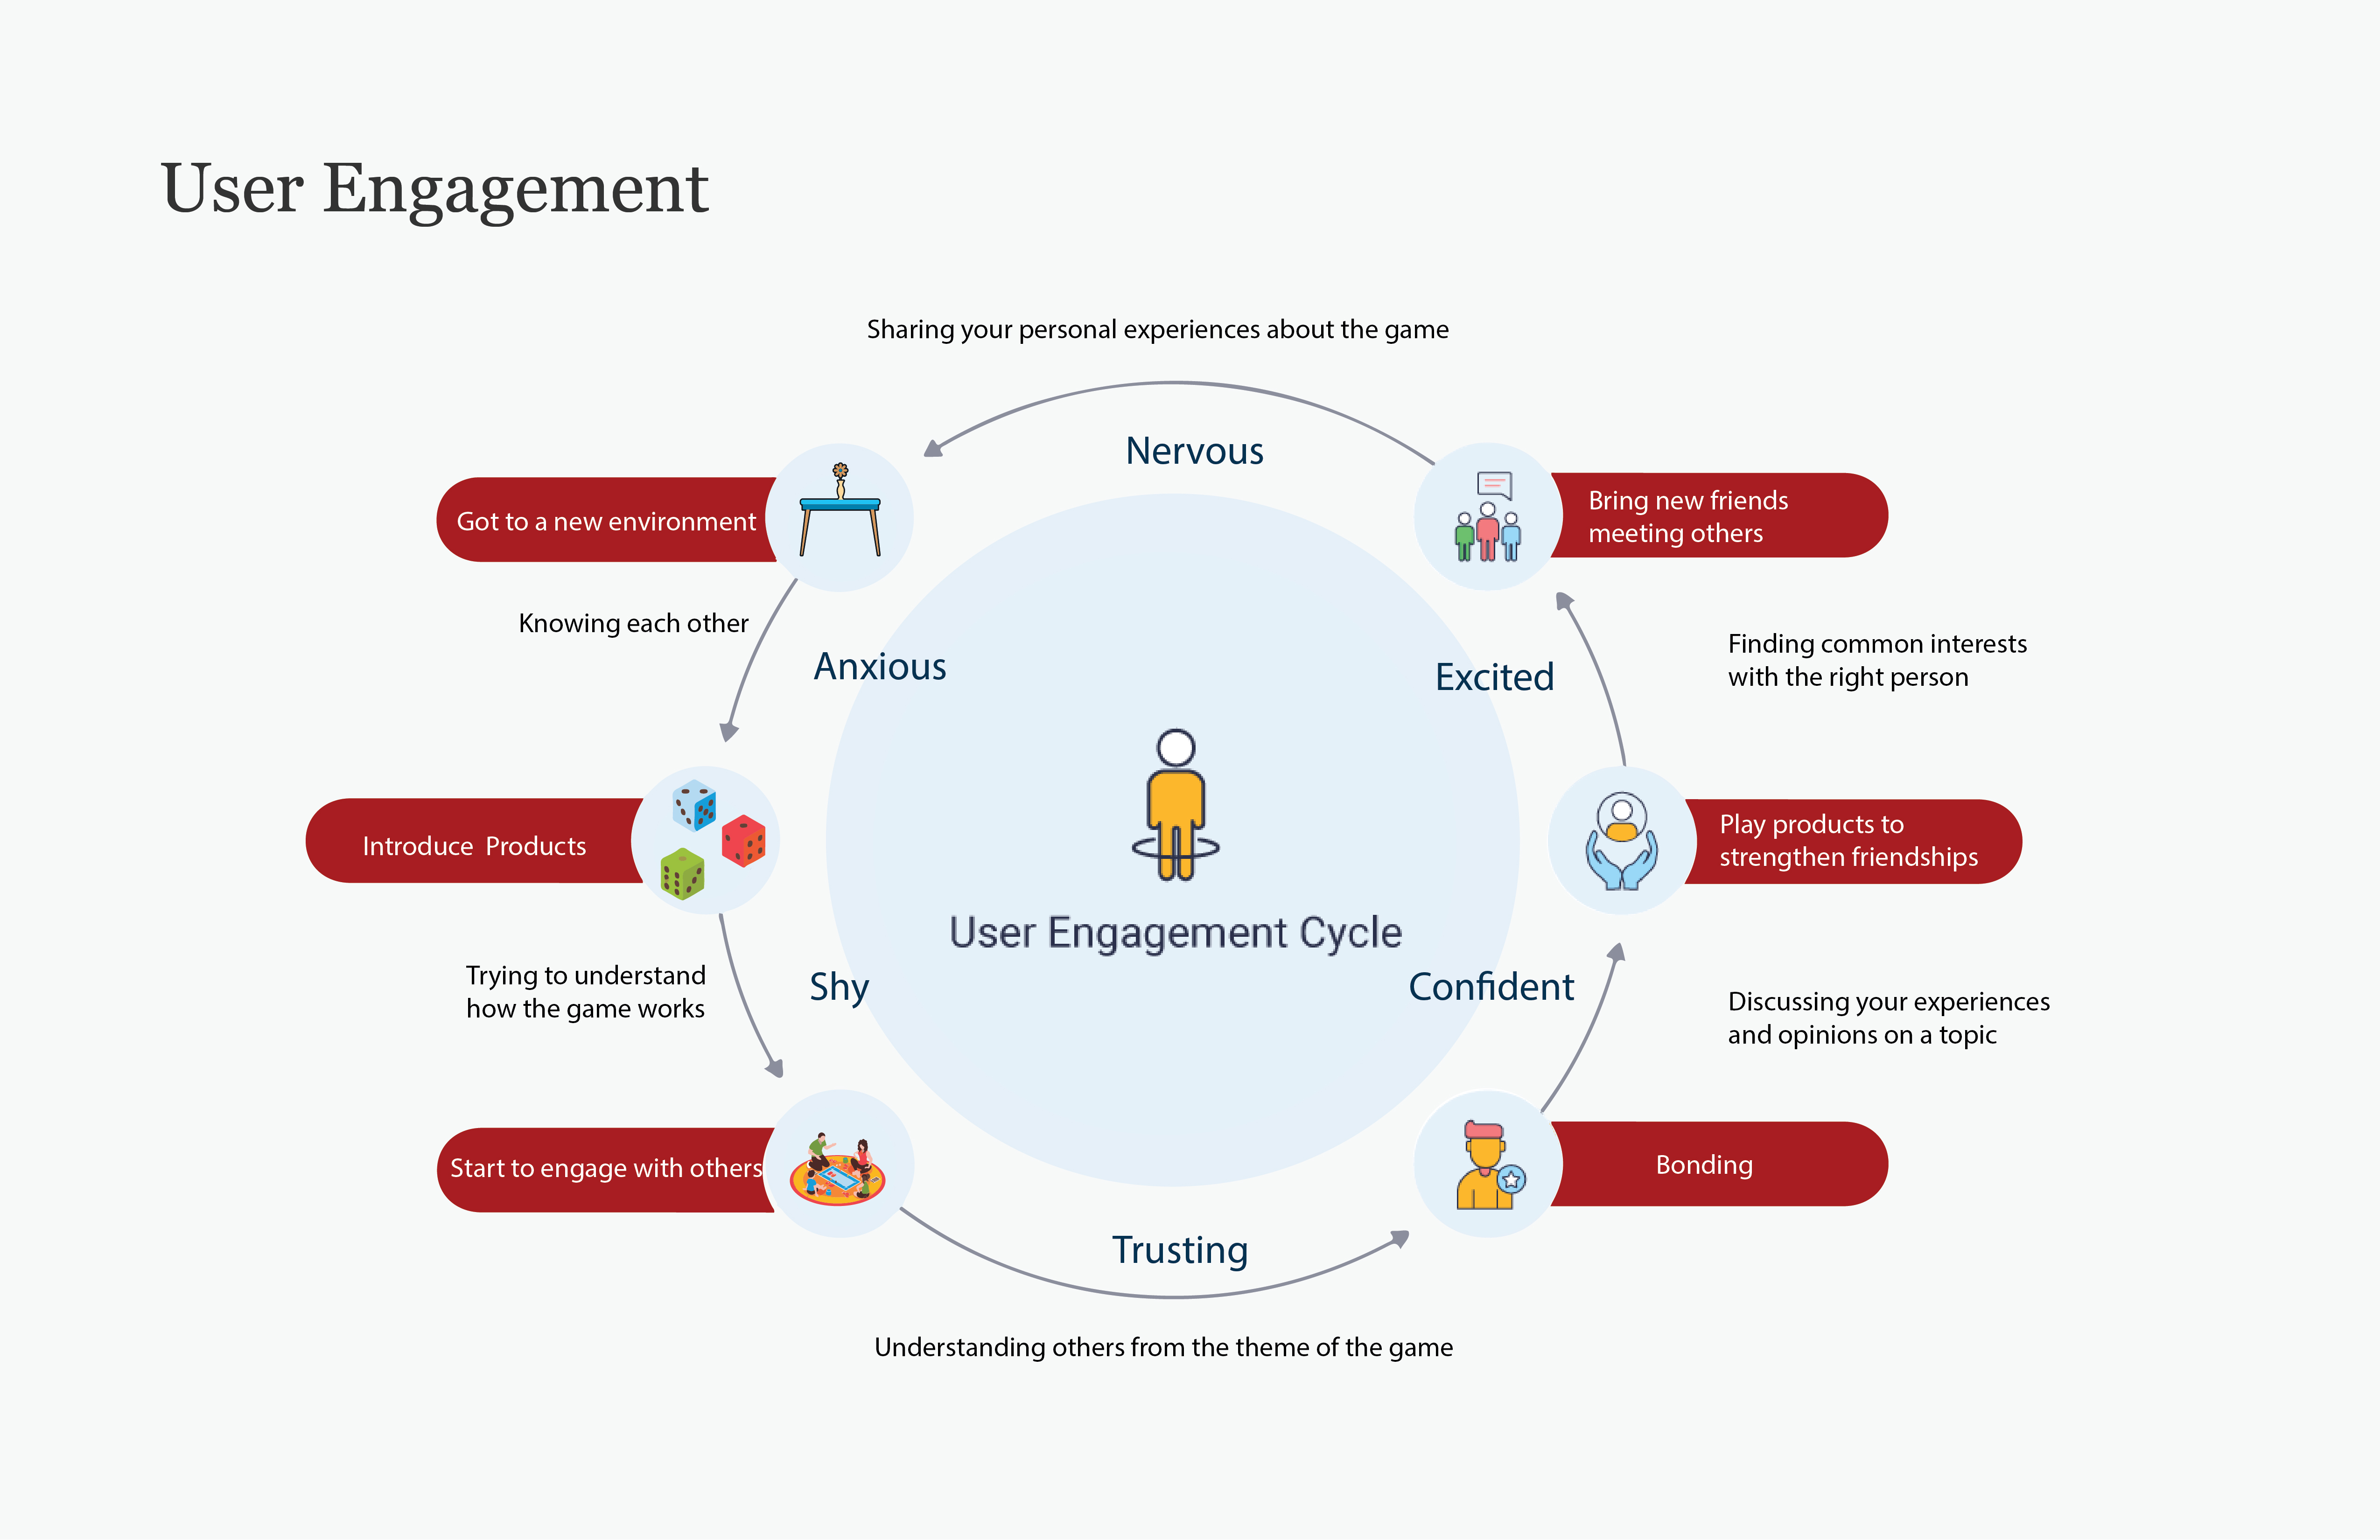 User Engagement
Sharing your personal experiences about the game
Nervous
Got to a new environment
Bring new friends
meeting others
Knowing each other
Anxious
Excited
Finding common interests
with the right person
Introduce  Products
Play products to
strengthen friendships
User Engagement Cycle
Trying to understand
how the game works
Shy
Confident
Discussing your experiences
and opinions on a topic
Start to engage with others
Bonding
Trusting
Understanding others from the theme of the game